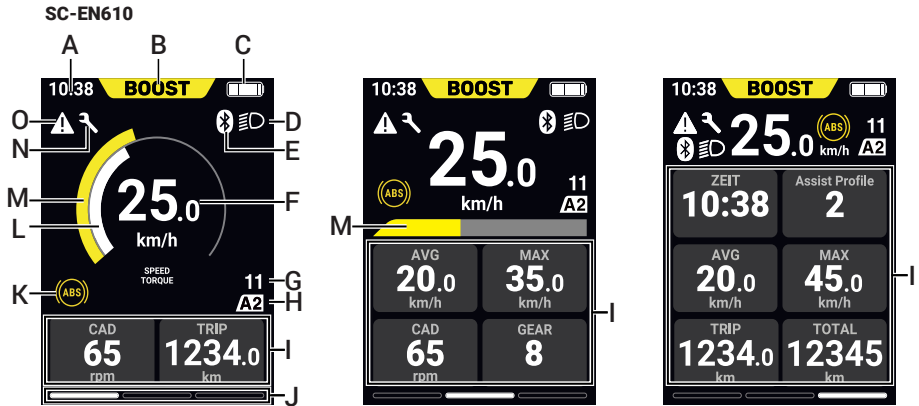 SC-EN610
A B C
10:38 BOOST
O D
N E
M F
L
25.0
km/h
SPEED
TORQUE
K ABS
11 G
A2 H
CAD TRIP
65 1234.0 I
rpm km
J
10:38 BOOST
25.0
km/h
ABS
11
A2
M
AVG MAX
20.0 35.0
km/h km/h
I
CAD GEAR
65 8
rpm
10:38 BOOST
25.0 km/h
ABS
11
A2
ZEIT Assist Profile
10:38 2
AVG MAX
20.0 45.0
km/h km/h
I
TRIP TOTAL
1234.0 12345
km km